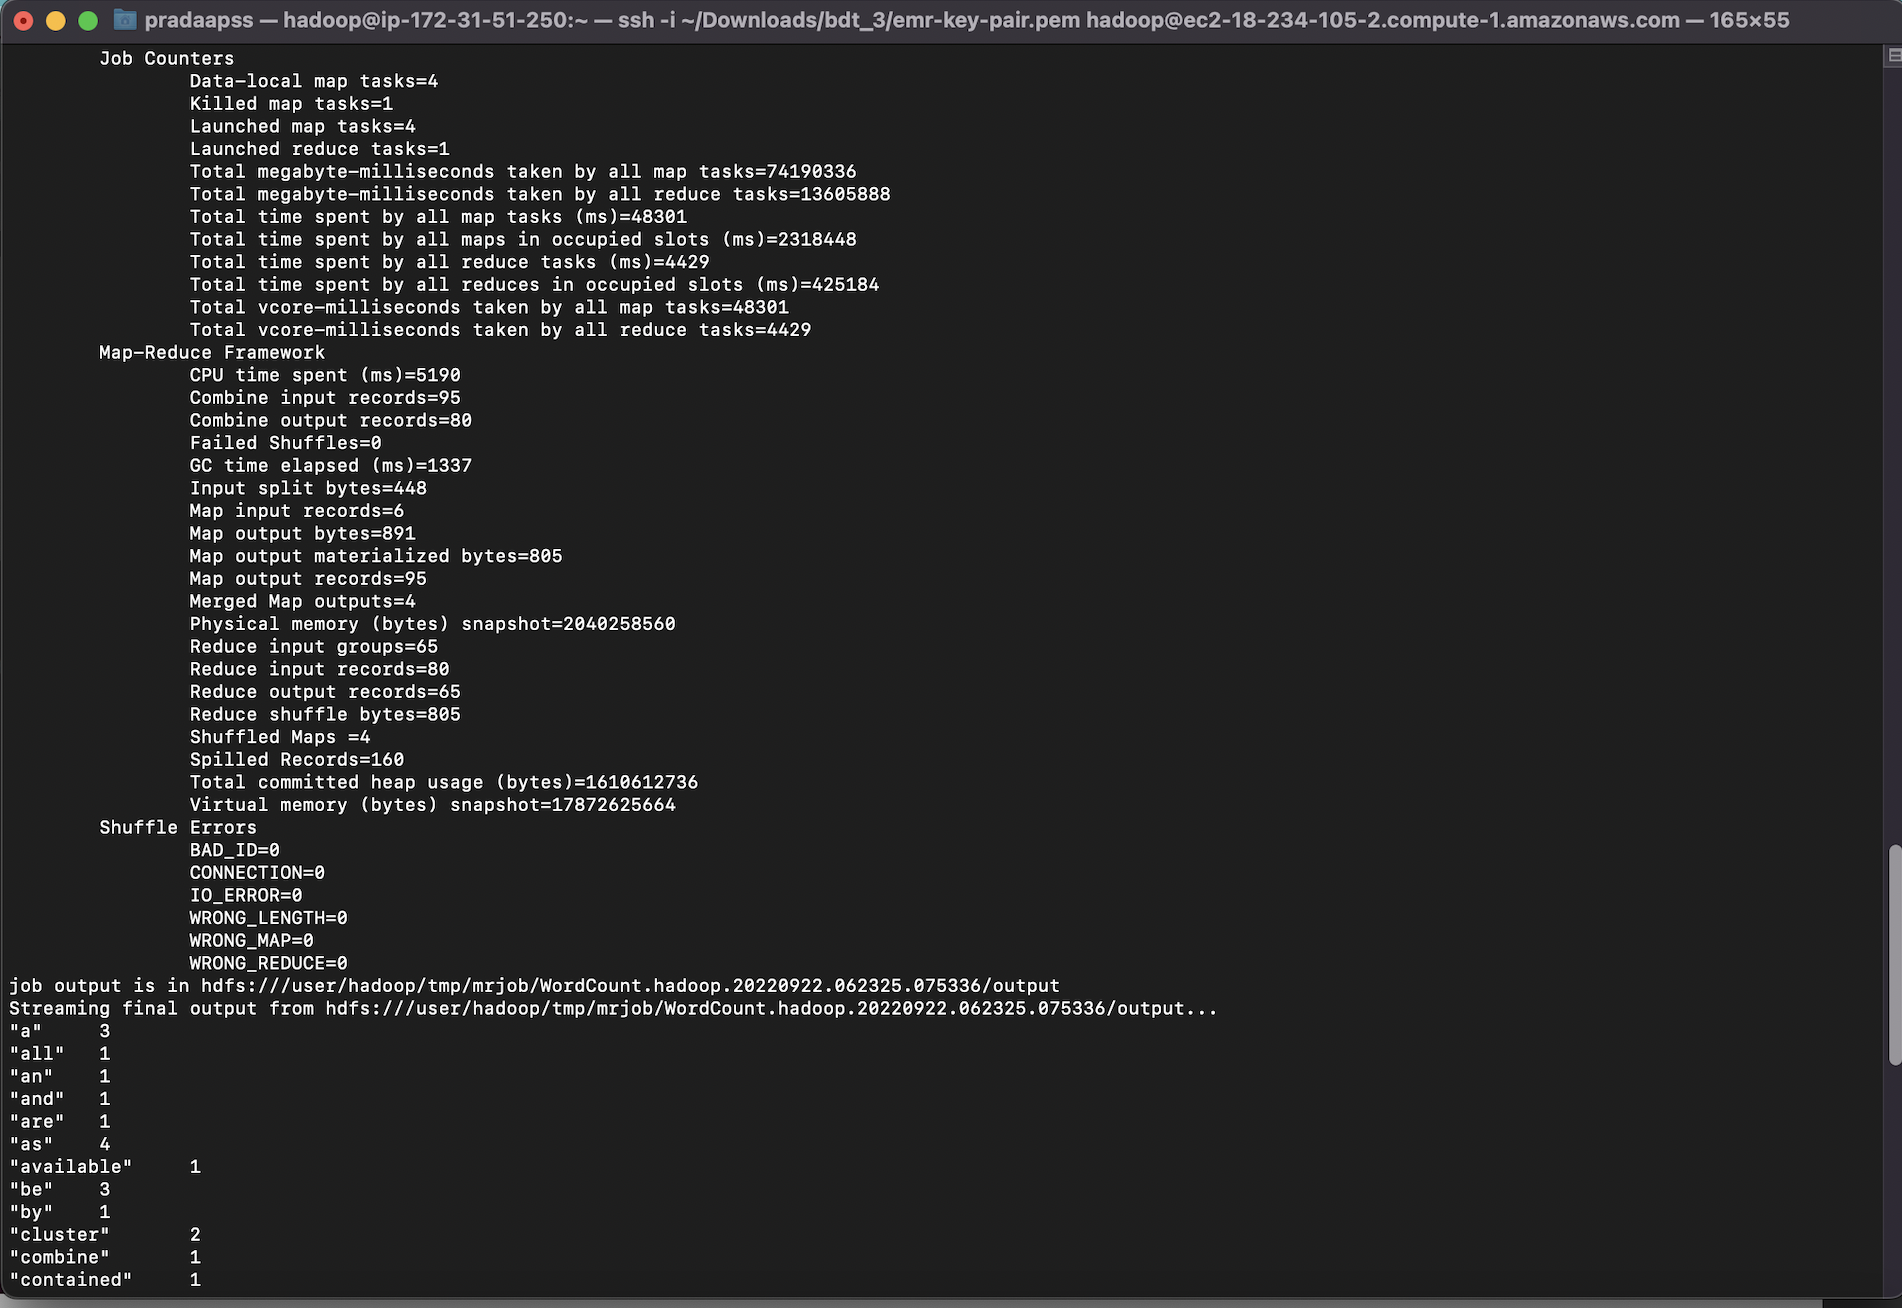 pradaapss — hadoop@ip-172-31-51-250:~ — ssh -i ~/Downloads/bdt_3/emr-key-pair.pem hadoop@ec2-18-234-105-2.compute-1.amazonaws.com — 165×55
Job Counters
Data-local map tasks=4
Killed map tasks=1
Launched map tasks=4
Launched reduce tasks=1
Total megabyte-milliseconds taken by all map tasks=74190336
Total megabyte-milliseconds taken by all reduce tasks=13605888
Total time spent by all map tasks (ms)=48301
Total time spent by all maps in occupied slots (ms)=2318448
Total time spent by all reduce tasks (ms)=4429
Total time spent by all reduces in occupied slots (ms)=425184
Total vcore-milliseconds taken by all map tasks=48301
Total vcore-milliseconds taken by all reduce tasks=4429
Map-Reduce Framework
CPU time spent (ms)=5190
Combine input records=95
Combine output records=80
Failed Shuffles=0
GC time elapsed (ms)=1337
Input split bytes=448
Map input records=6
Map output bytes=891
Map output materialized bytes=805
Map output records=95
Merged Map outputs=4
Physical memory (bytes) snapshot=2040258560
Reduce input groups=65
Reduce input records=80
Reduce output records=65
Reduce shuffle bytes=805
Shuffled Maps =4
Spilled Records=160
Total committed heap usage (bytes)=1610612736
Virtual memory (bytes) snapshot=17872625664
Shuffle Errors
BAD_ID=0
CONNECTION=0
IO_ERROR=0
WRONG_LENGTH=0
WRONG_MAP=0
WRONG_REDUCE=0
job output is in hdfs:///user/hadoop/tmp/mrjob/WordCount.hadoop.20220922.062325.075336/output
Streaming final output from hdfs:///user/hadoop/tmp/mrjob/WordCount.hadoop.20220922.062325.075336/output...
"a" 3
"all" 1
"an" 1
"and" 1
"are" 1
"as" 4
"available" 1
"be" 3
"by" 1
"cluster" 2
"combine" 1
"contained" 1